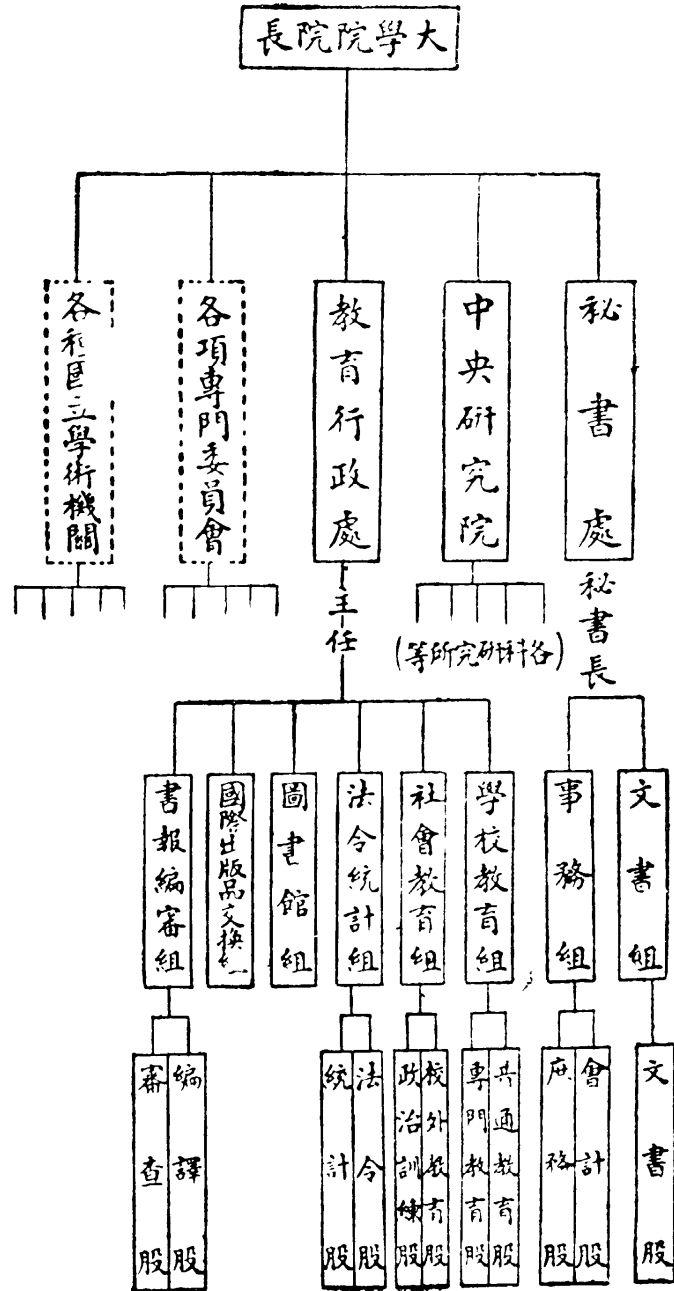 大學院院長
秘書處
中央研究院
教育行政處
各項專門委員會
各種國立學術機關
秘書長
(各科研究所等)
主任
文書組
事務組
學校教育組
社會教育組
法令統計組
圖書館組
國際出版品交換組
書報編審組
文書股
會計股
庶務股
共通教育股
專門教育股
校外教育股
政治訓練股
法令股
統計股
編譯股
審查股